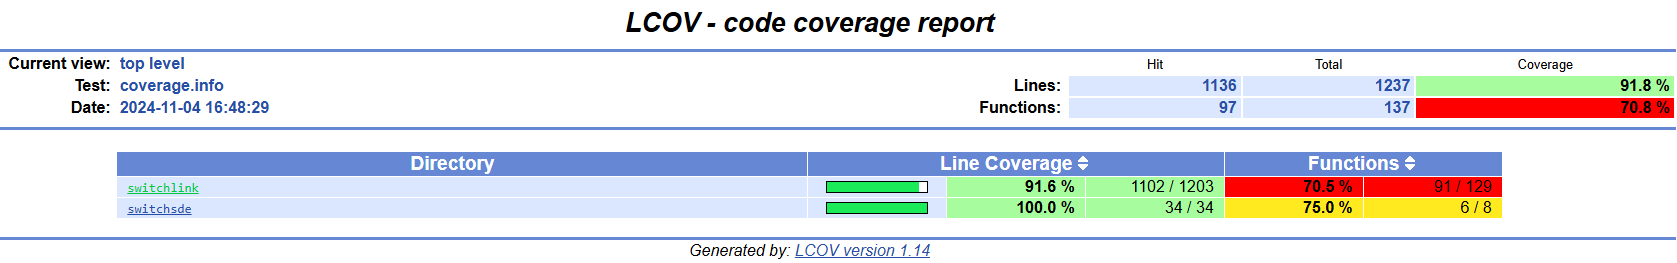 LCOV - code coverage report
Current view: top level Hit Total Coverage
Test: coverage.info Lines: 1136 1237 91.8 %
Date: 2024-11-04 16:48:29 Functions: 97 137 70.8 %
Directory Line Coverage Functions
switchlink 91.6 % 1102 / 1203 70.5 % 91 / 129
switchsde 100.0 % 34 / 34 75.0 % 6 / 8
Generated by: LCOV version 1.14